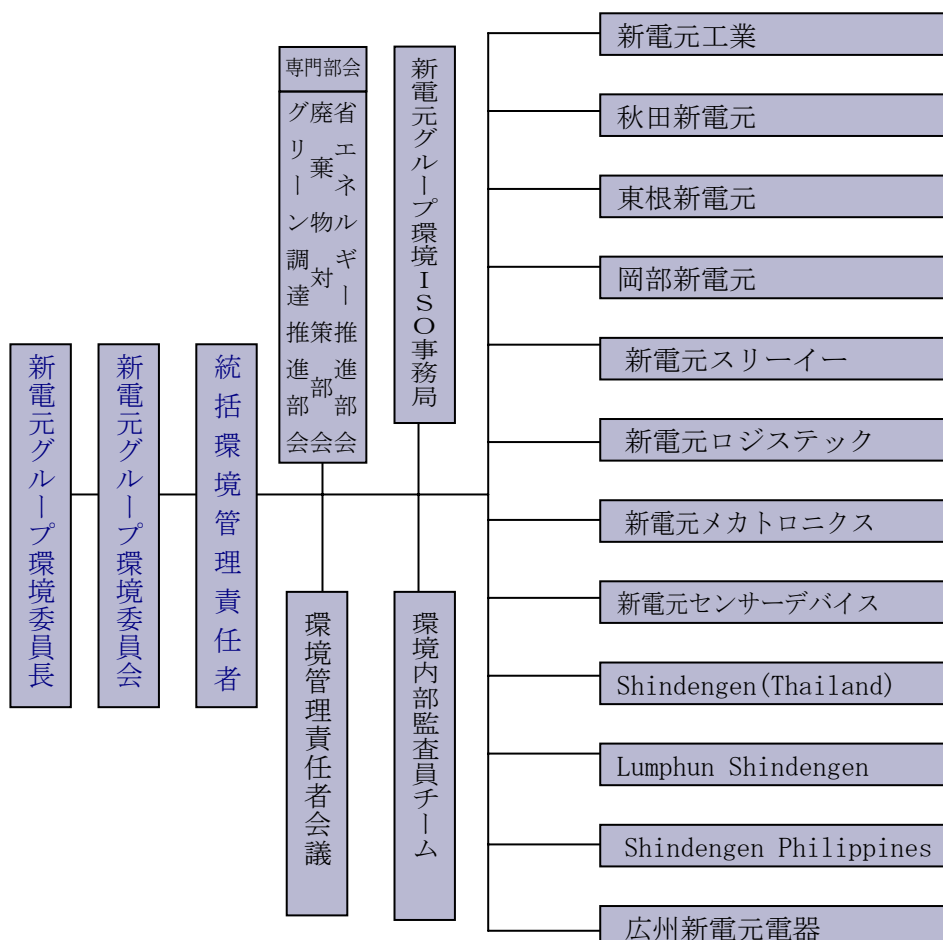 新電元グループ環境委員長
新電元グループ環境委員会
統括環境管理責任者
専門部会
省エネルギー推進部会
廃棄物対策部会
グリーン調達推進部会
環境管理責任者会議
新電元グループ環境ISO事務局
環境内部監査員チーム
新電元工業
秋田新電元
東根新電元
岡部新電元
新電元スリーイー
新電元ロジステック
新電元メカトロニクス
新電元センサーデバイス
Shindengen(Thailand)
Lumphun Shindengen
Shindengen Philippines
広州新電元電器